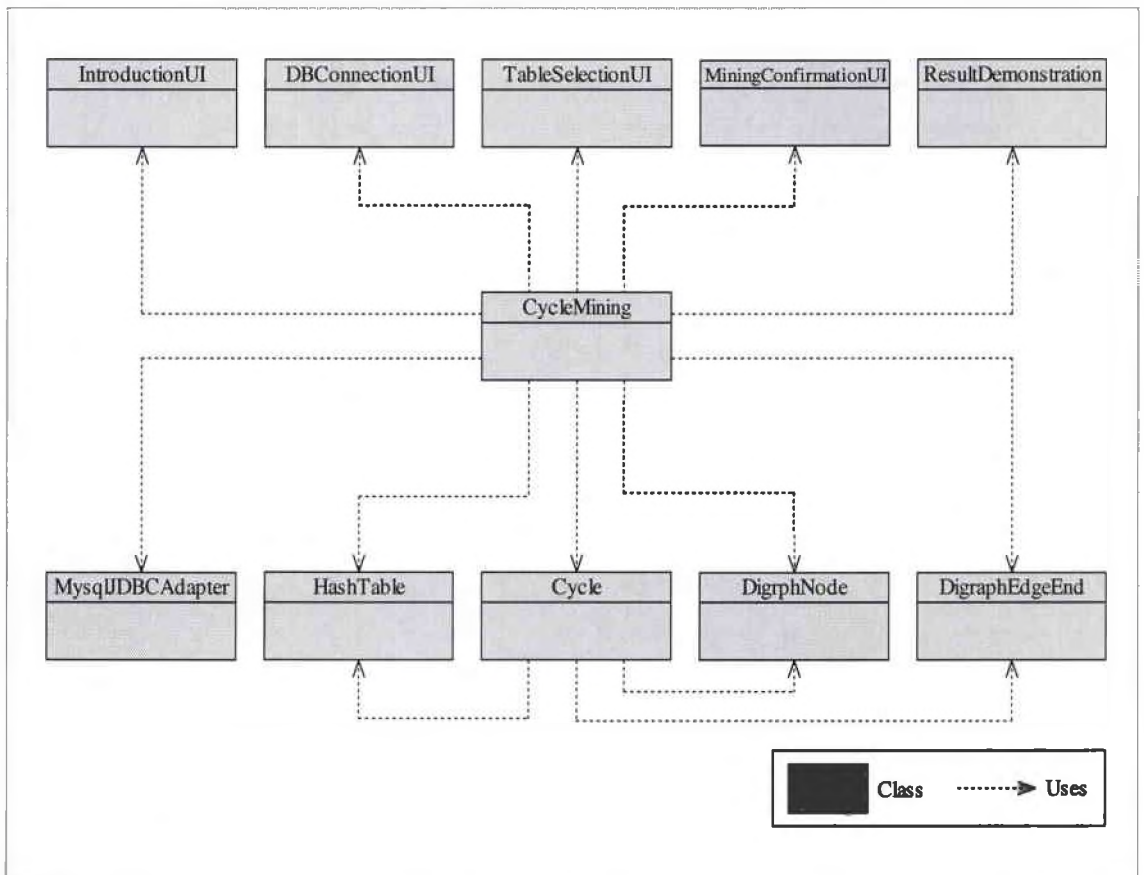 IntroductionUI
DBConnectionUI
TableSelectionUI
MiningConfirmationUI
ResultDemonstration
CycleMining
MysqlJDBCAdapter
HashTable
Cycle
DigrphNode
DigraphEdgeEnd
Class
Uses